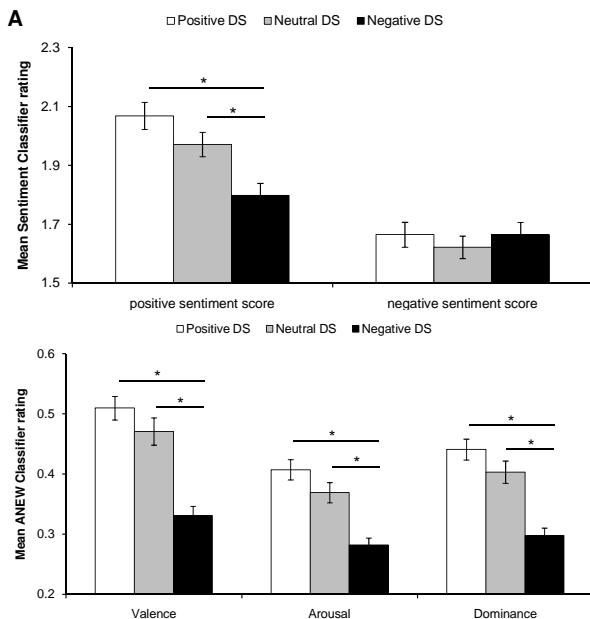 A
Positive DS Neutral DS Negative DS
Mean Sentiment Classifier rating
2.3
2.1
1.9
1.7
1.5
*
*
positive sentiment score negative sentiment score
Positive DS Neutral DS Negative DS
Mean ANEW Classifier rating
0.6
0.5
0.4
0.3
0.2
*
*
*
*
*
*
Valence Arousal Dominance